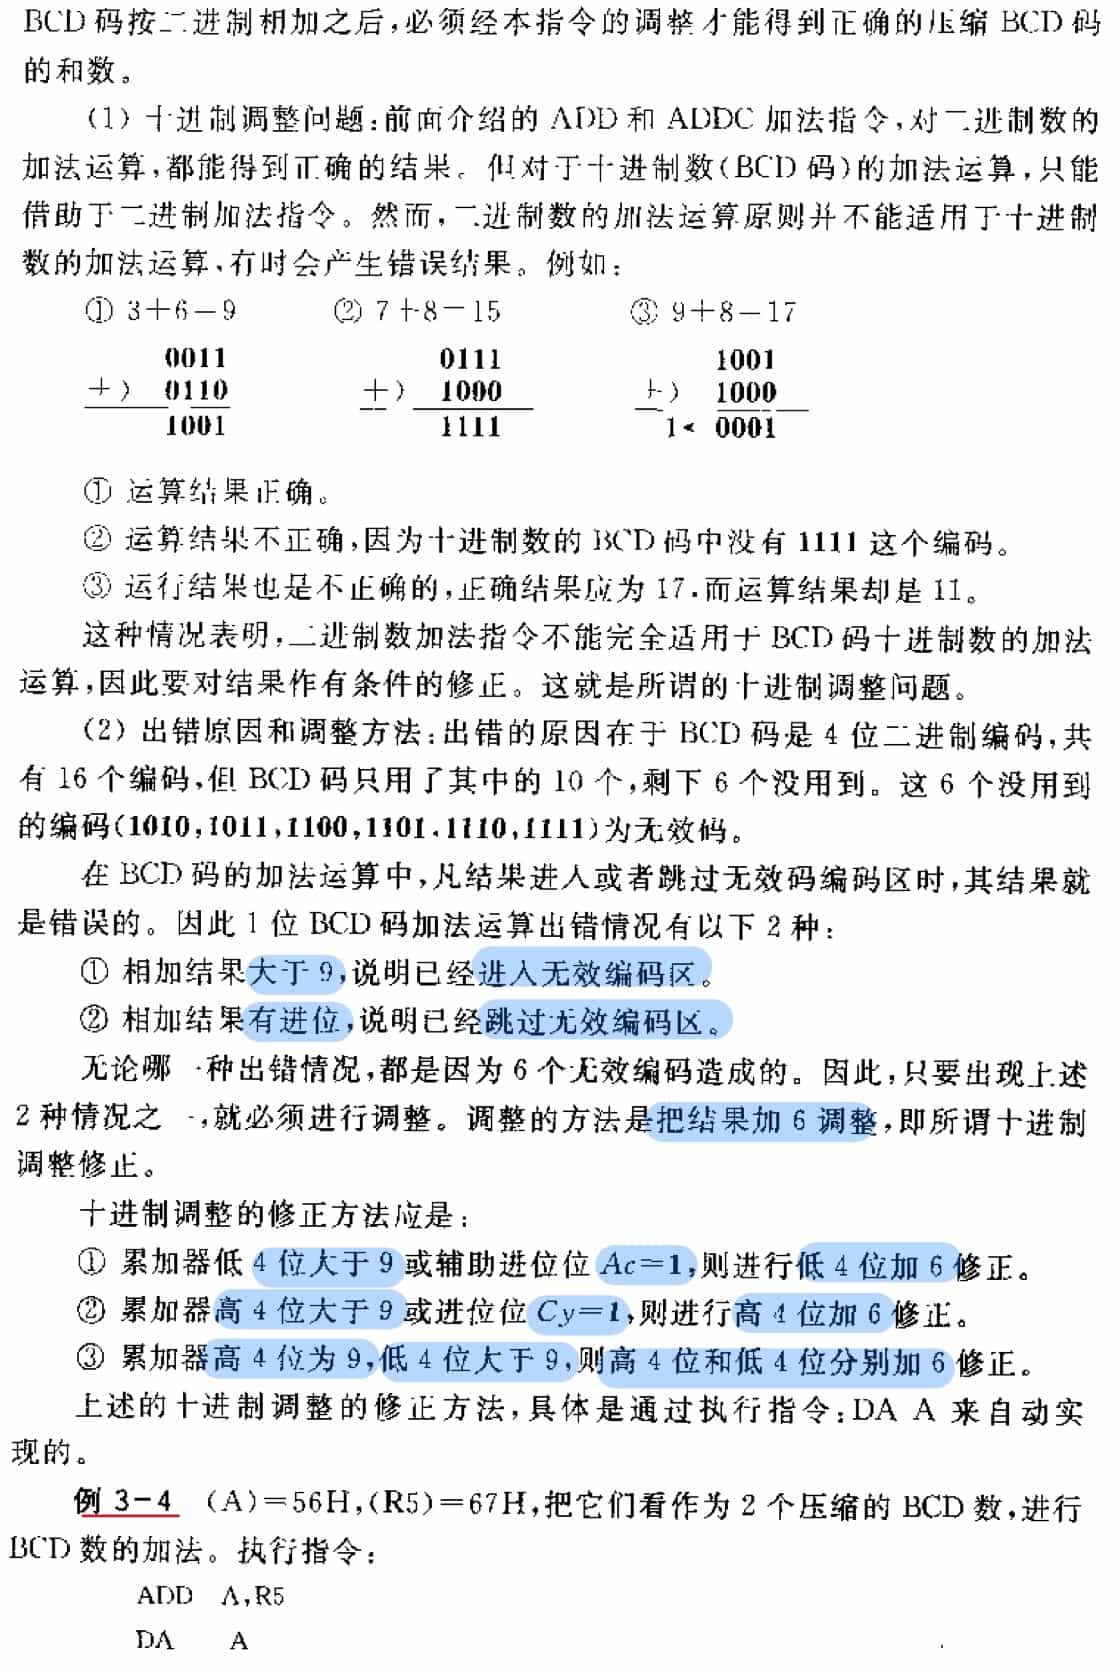 BCD 码按二进制相加之后,必须经本指令的调整才能得到正确的压缩 BCD 码
的和数。
(1) 十进制调整问题:前面介绍的 ADD 和 ADDC 加法指令,对二进制数的
加法运算,都能得到正确的结果。但对于十进制数(BCD 码)的加法运算,只能
借助于二进制加法指令。然而,二进制数的加法运算原则并不能适用于十进制
数的加法运算,有时会产生错误结果。例如:
① 3+6=9 ② 7+8=15 ③ 9+8=17
0011 0111 1001
+) 0110 +) 1000 +) 1000
1001 1111 1← 0001
① 运算结果正确。
② 运算结果不正确,因为十进制数的 BCD 码中没有 1111 这个编码。
③ 运行结果也是不正确的,正确结果应为 17,而运算结果却是 11。
这种情况表明,二进制数加法指令不能完全适用于 BCD 码十进制数的加法
运算,因此要对结果作有条件的修正。这就是所谓的十进制调整问题。
(2) 出错原因和调整方法:出错的原因在于 BCD 码是 4 位二进制编码,共
有 16 个编码,但 BCD 码只用了其中的 10 个,剩下 6 个没用到。这 6 个没用到
的编码(1010,1011,1100,1101,1110,1111)为无效码。
在 BCD 码的加法运算中,凡结果进入或者跳过无效码编码区时,其结果就
是错误的。因此 1 位 BCD 码加法运算出错情况有以下 2 种:
① 相加结果大于 9,说明已经进入无效编码区。
② 相加结果有进位,说明已经跳过无效编码区。
无论哪一种出错情况,都是因为 6 个无效编码造成的。因此,只要出现上述
2 种情况之一,就必须进行调整。调整的方法是把结果加 6 调整,即所谓十进制
调整修正。
十进制调整的修正方法应是:
① 累加器低 4 位大于 9 或辅助进位位 Ac=1,则进行低 4 位加 6 修正。
② 累加器高 4 位大于 9 或进位位 Cy=1,则进行高 4 位加 6 修正。
③ 累加器高 4 位为 9,低 4 位大于 9,则高 4 位和低 4 位分别加 6 修正。
上述的十进制调整的修正方法,具体是通过执行指令:DA A 来自动实
现的。
例 3-4 (A)=56H,(R5)=67H,把它们看作为 2 个压缩的 BCD 数,进行
BCD 数的加法。执行指令:
ADD A,R5
DA A